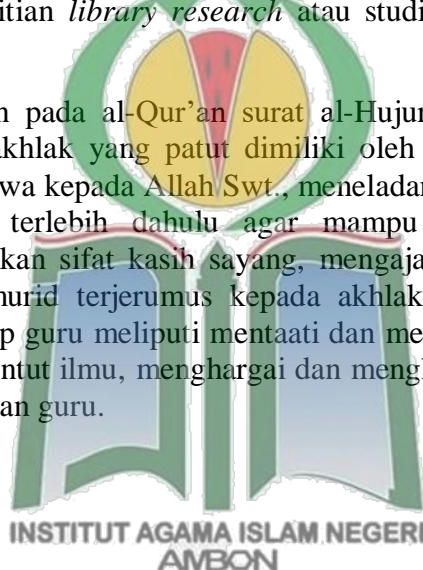 itian library research atau studi
n pada al-Qur’an surat al-Hujur
akhlak yang patut dimiliki oleh
wa kepada Allah Swt., meneladan
terlebih dahulu agar mampu
kan sifat kasih sayang, mengaja
nurid terjerumus kepada akhlak
p guru meliputi mentaati dan me
ntut ilmu, menghargai dan mengh
an guru.
INSTITUT AGAMA ISLAM NEGERI
AMBON